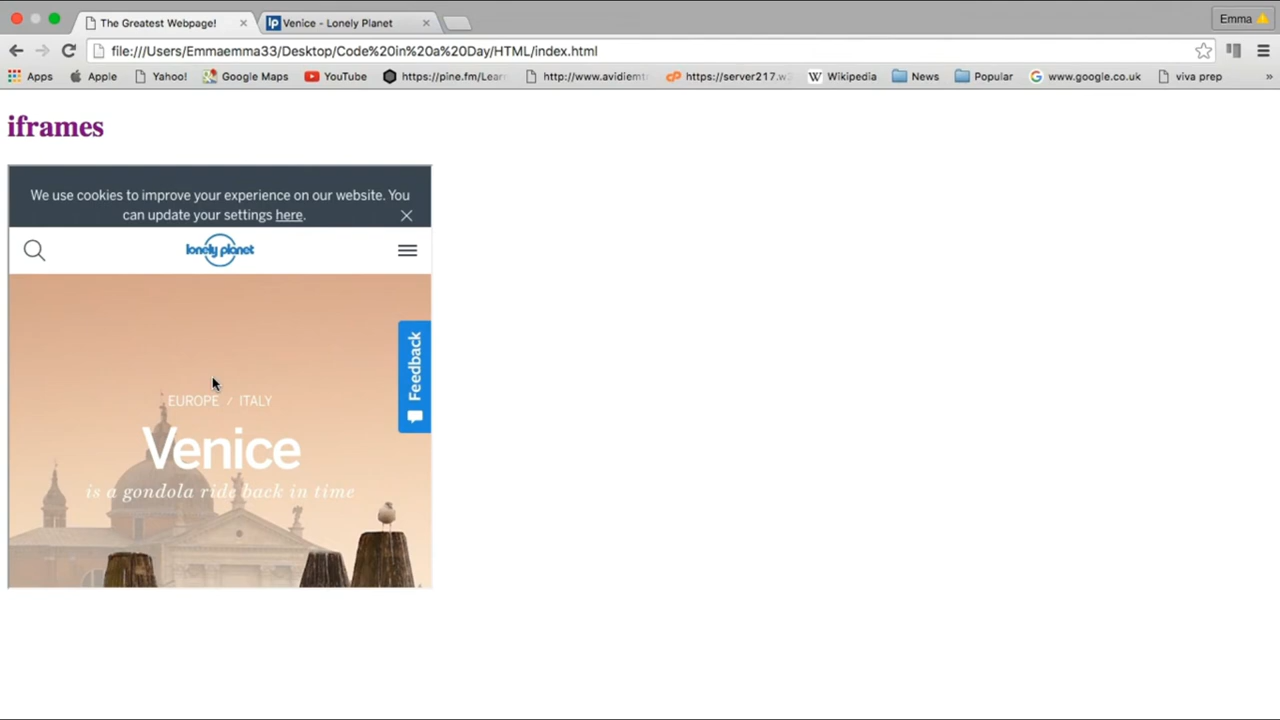 The Greatest Webpage!
lp Venice - Lonely Planet
Emma
file:///Users/Emmaemma33/Desktop/Code%20in%20a%20Day/HTML/index.html
Apps Apple Yahoo! Google Maps YouTube https://pine.fm/Lear http://www.avidiemt https://server217.w Wikipedia News Popular www.google.co.uk viva prep »
iframes
We use cookies to improve your experience on our website. You
can update your settings here.
lonely planet
Feedback
EUROPE / ITALY
Venice
is a gondola ride back in time